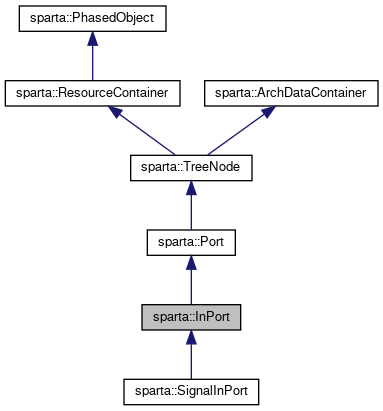 sparta::PhasedObject
sparta::ResourceContainer
sparta::ArchDataContainer
sparta::TreeNode
sparta::Port
sparta::InPort
sparta::SignalInPort